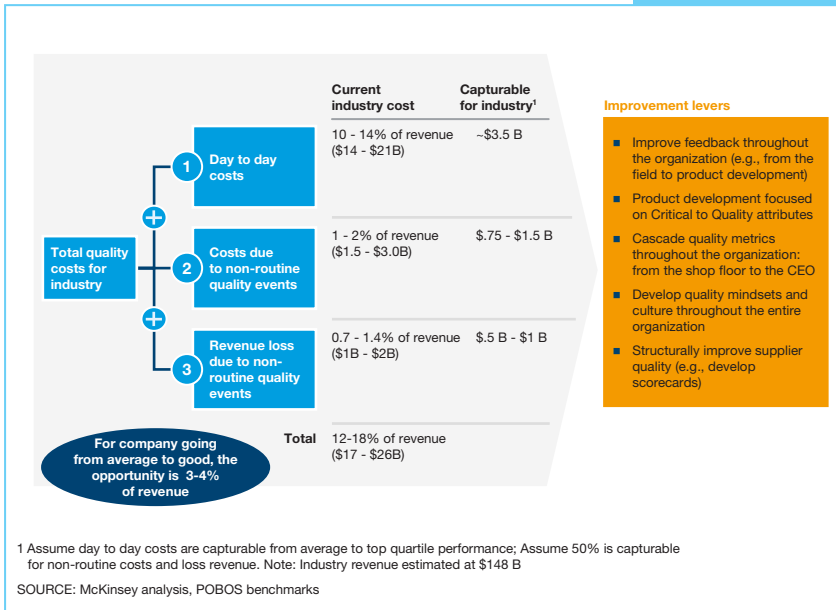 Current
industry cost
Capturable
for industry¹
1
Day to day
costs
10 - 14% of revenue
($14 - $21B)
~$3.5 B
+
Total quality
costs for
industry
2
Costs due
to non-routine
quality events
1 - 2% of revenue
($1.5 - $3.0B)
$.75 - $1.5 B
+
3
Revenue loss
due to non-
routine quality
events
0.7 - 1.4% of revenue
($1B - $2B)
$.5 B - $1 B
Total
12-18% of revenue
($17 - $26B)
For company going
from average to good, the
opportunity is 3-4%
of revenue
Improvement levers
■ Improve feedback throughout
the organization (e.g., from the
field to product development)
■ Product development focused
on Critical to Quality attributes
■ Cascade quality metrics
throughout the organization:
from the shop floor to the CEO
■ Develop quality mindsets and
culture throughout the entire
organization
■ Structurally improve supplier
quality (e.g., develop
scorecards)
1 Assume day to day costs are capturable from average to top quartile performance; Assume 50% is capturable
for non-routine costs and loss revenue. Note: Industry revenue estimated at $148 B
SOURCE: McKinsey analysis, POBOS benchmarks